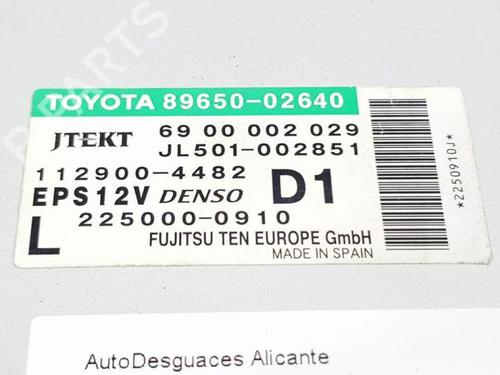 TOYOTA 89650-02640
JTEKT 69 00 002 029
JL501-002851
112900-4482
EPS12V DENSO D1
L 225000-0910
FUJITSU TEN EUROPE GmbH
MADE IN SPAIN
*2250910J*
AutoDesguaces Alicante